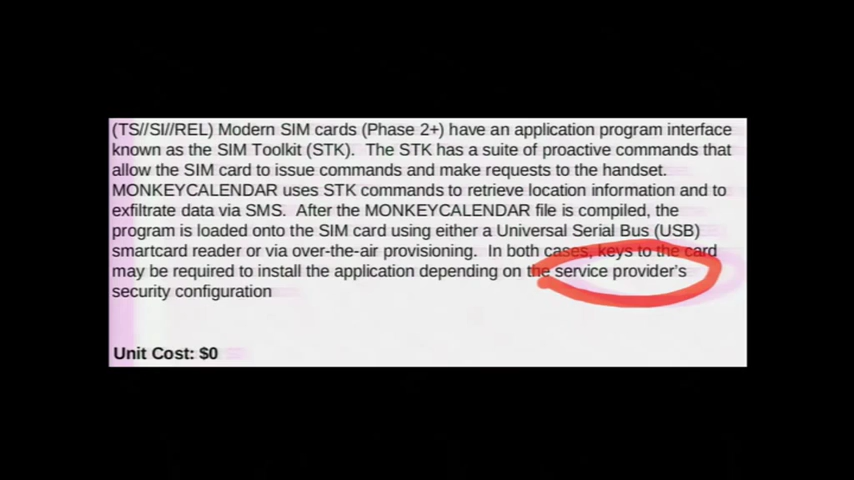 (TS//SI//REL) Modern SIM cards (Phase 2+) have an application program interface
known as the SIM Toolkit (STK).  The STK has a suite of proactive commands that
allow the SIM card to issue commands and make requests to the handset.
MONKEYCALENDAR uses STK commands to retrieve location information and to
exfiltrate data via SMS.  After the MONKEYCALENDAR file is compiled, the
program is loaded onto the SIM card using either a Universal Serial Bus (USB)
smartcard reader or via over-the-air provisioning.  In both cases, keys to the card
may be required to install the application depending on the service provider's
security configuration
Unit Cost: $0